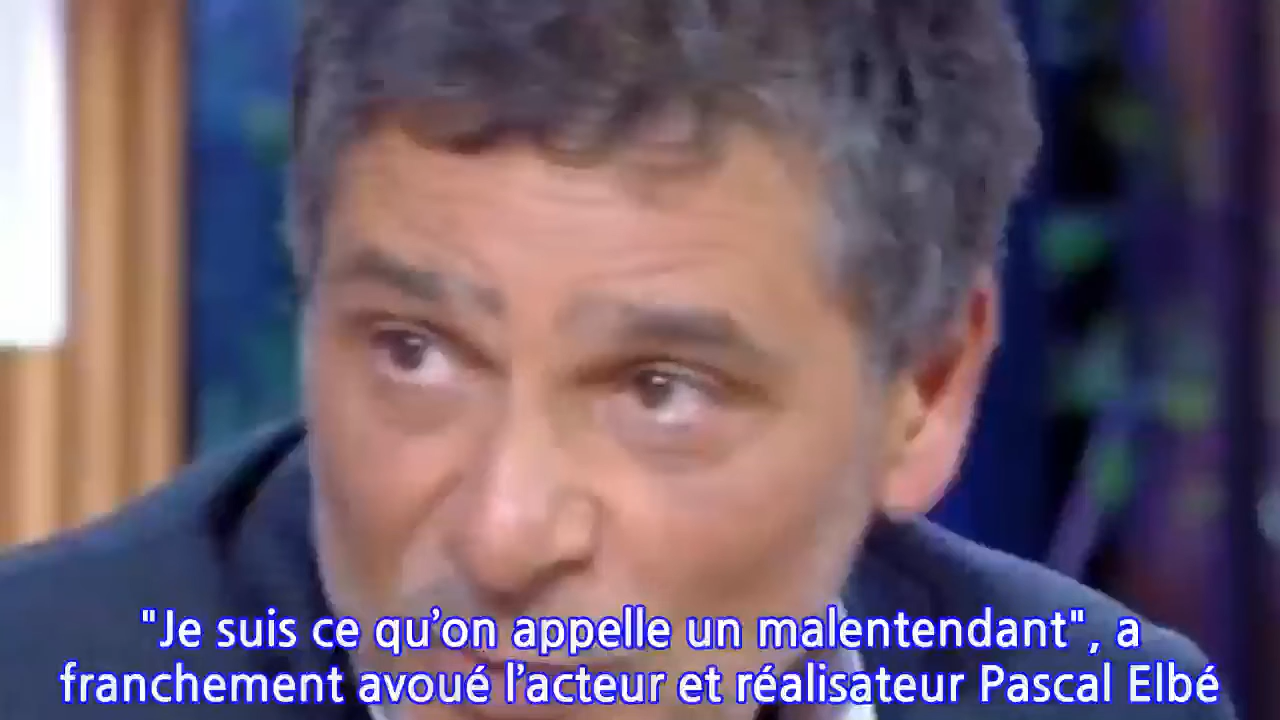 "Je suis ce qu’on appelle un malentendant", a
franchement avoué l’acteur et réalisateur Pascal Elbé